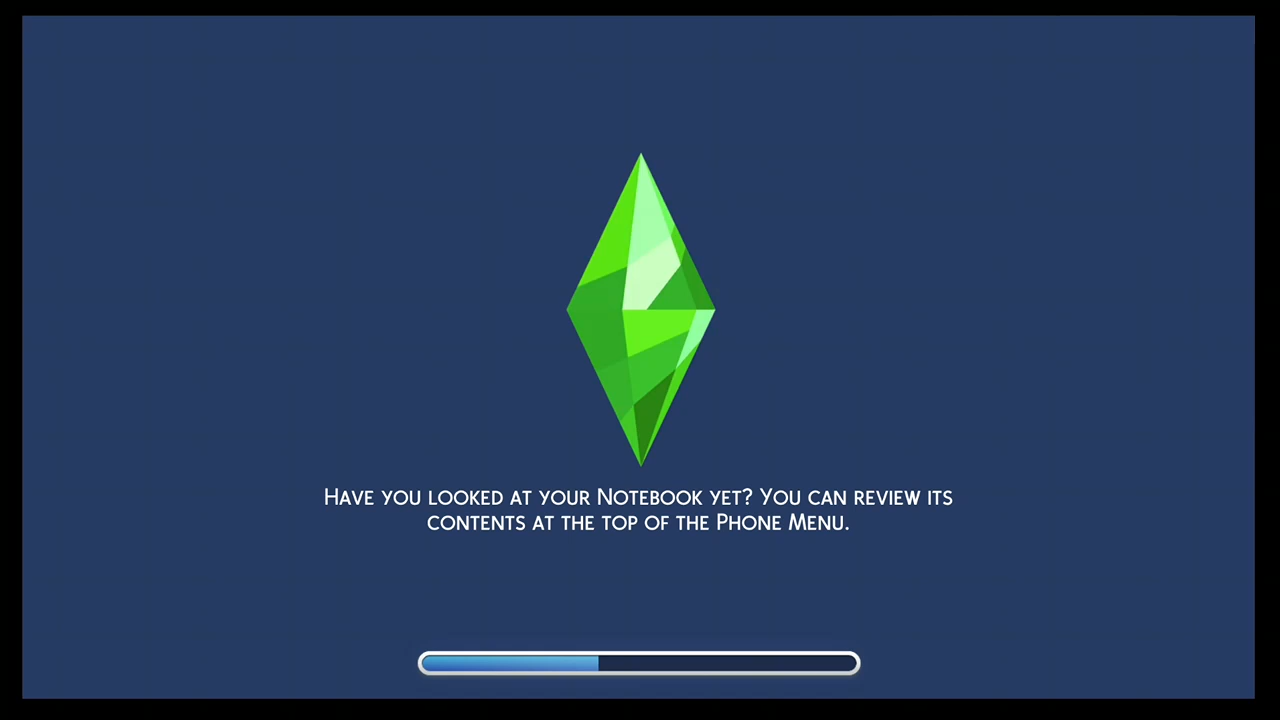 Have you looked at your Notebook yet? You can review its
contents at the top of the Phone Menu.